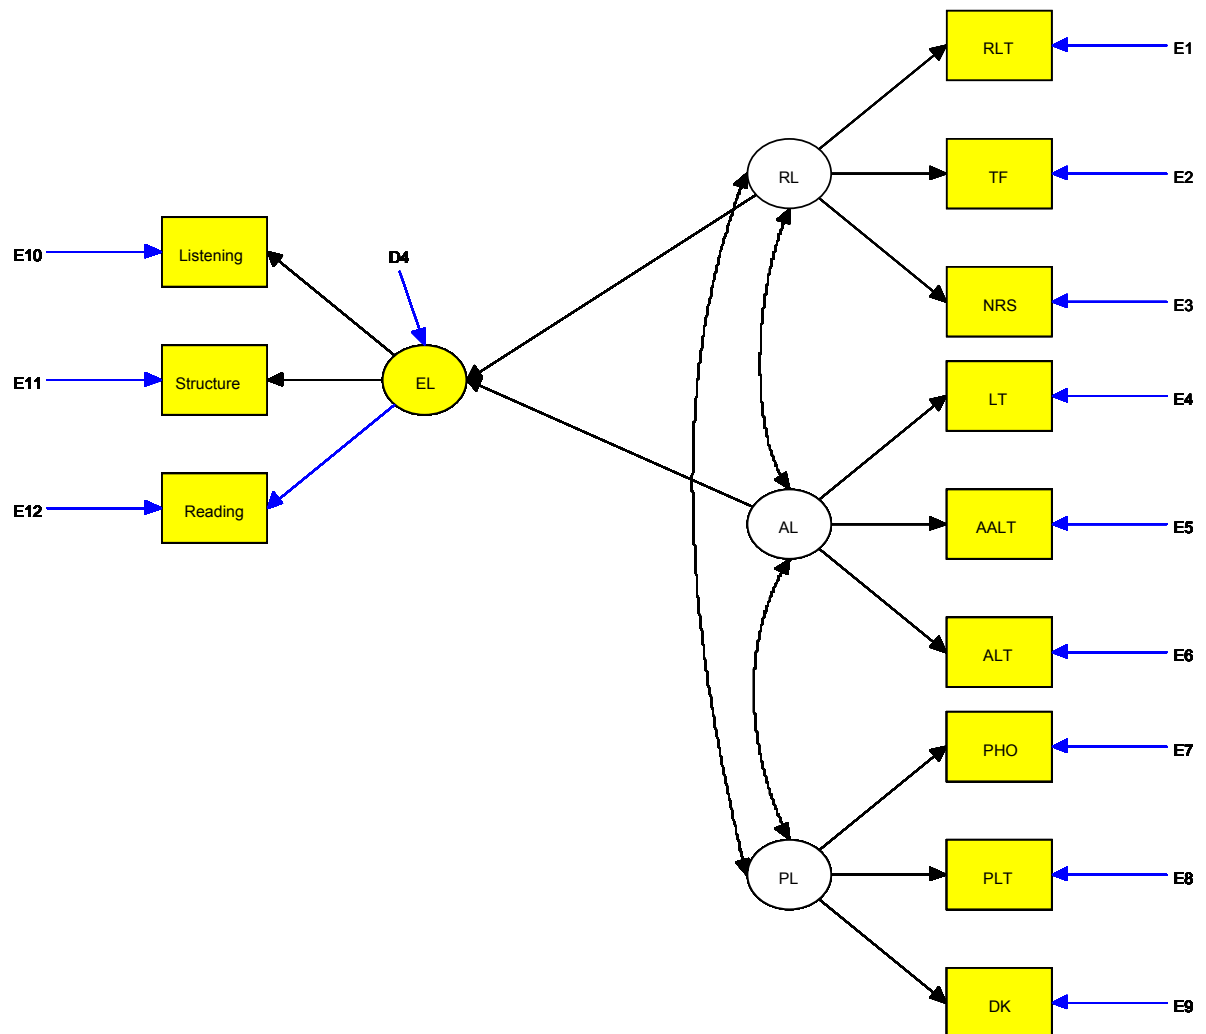 RLT
E1
RL
TF
E2
E10
Listening
D4
NRS
E3
E11
Structure
EL
LT
E4
E12
Reading
AL
AALT
E5
ALT
E6
PHO
E7
PL
PLT
E8
DK
E9